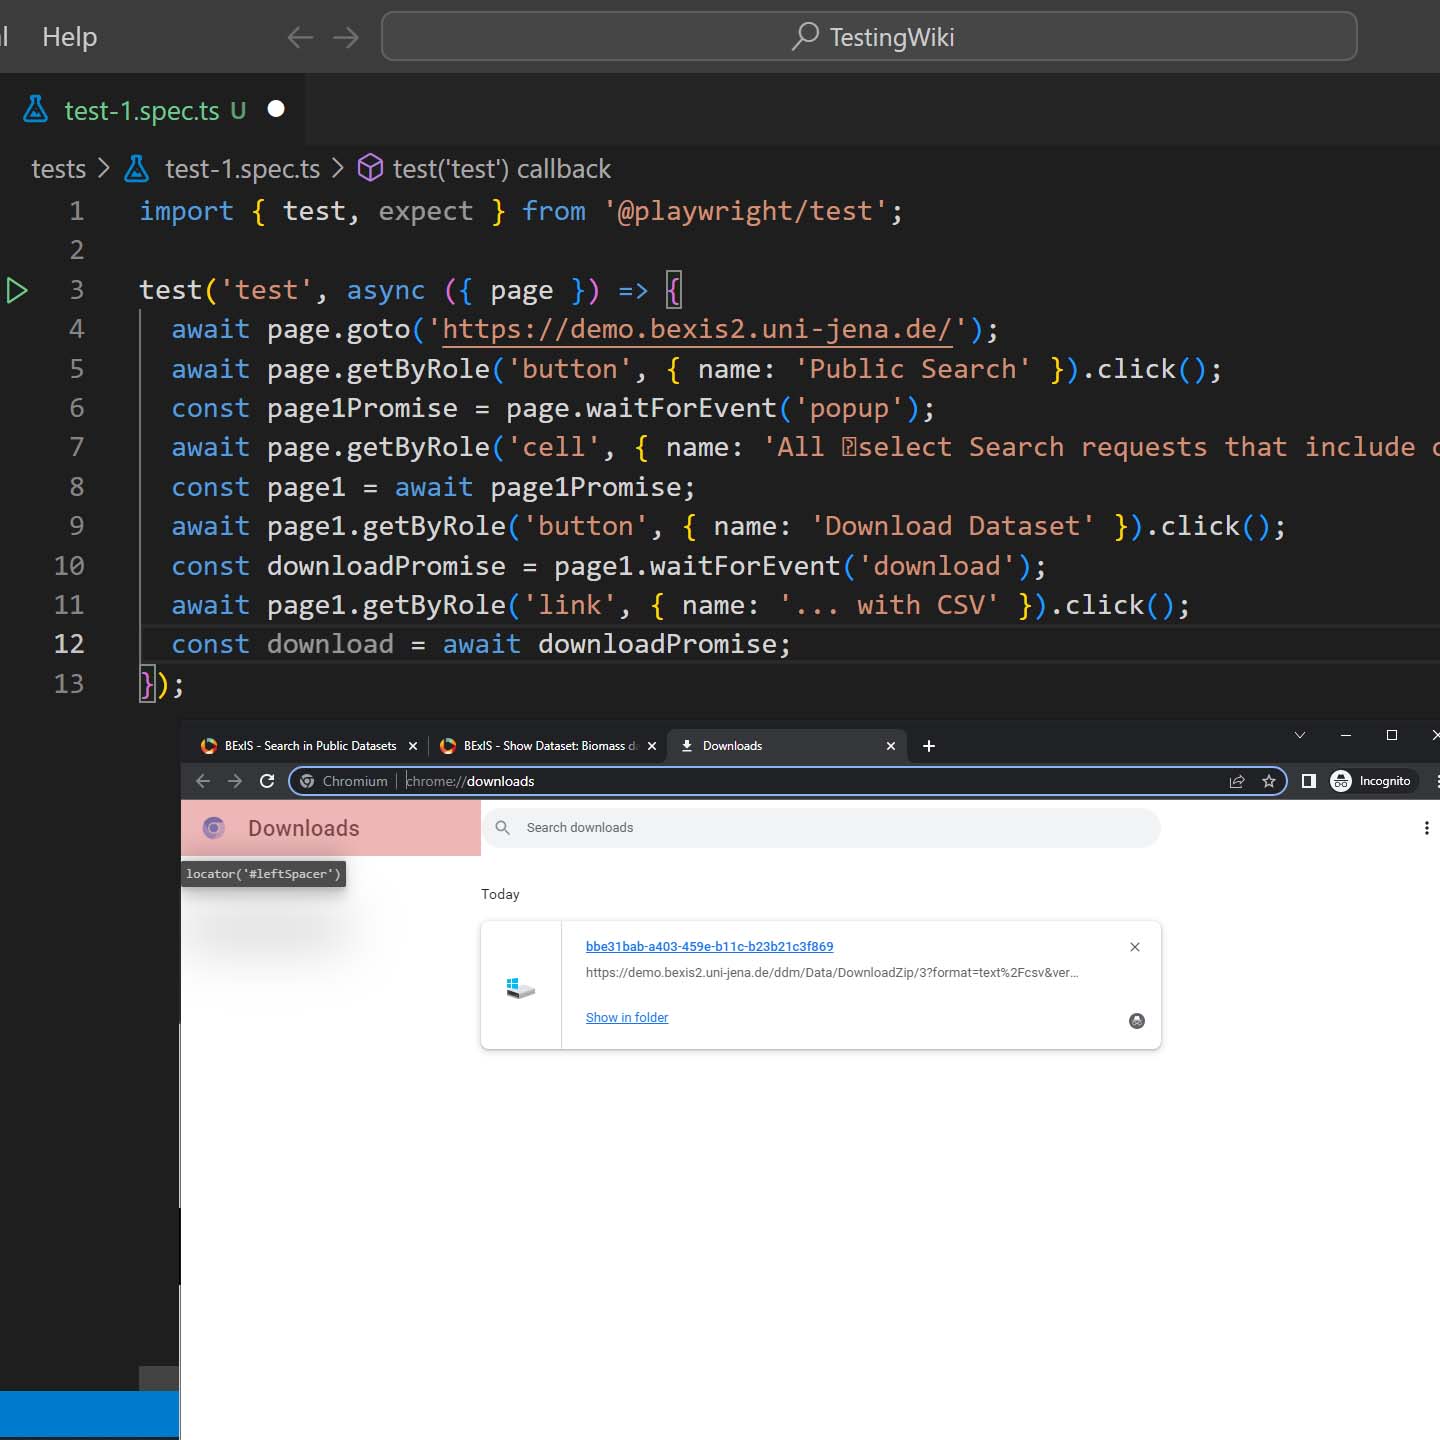 Help
TestingWiki
test-1.spec.ts U
tests > test-1.spec.ts > test('test') callback
1 import { test, expect } from '@playwright/test';
2
3 test('test', async ({ page }) => {
4 await page.goto('https://demo.bexis2.uni-jena.de/');
5 await page.getByRole('button', { name: 'Public Search' }).click();
6 const page1Promise = page.waitForEvent('popup');
7 await page.getByRole('cell', { name: 'All select Search requests that include
8 const page1 = await page1Promise;
9 await page1.getByRole('button', { name: 'Download Dataset' }).click();
10 const downloadPromise = page1.waitForEvent('download');
11 await page1.getByRole('link', { name: '... with CSV' }).click();
12 const download = await downloadPromise;
13 });
BExIS - Search in Public Datasets
BExIS - Show Dataset: Biomass da
Downloads
Chromium | chrome://downloads
Incognito
Downloads
Search downloads
locator('#leftSpacer')
Today
bbe31bab-a403-459e-b11c-b23b21c3f869
https://demo.bexis2.uni-jena.de/ddm/Data/DownloadZip/3?format=text%2Fcsv&ver...
Show in folder